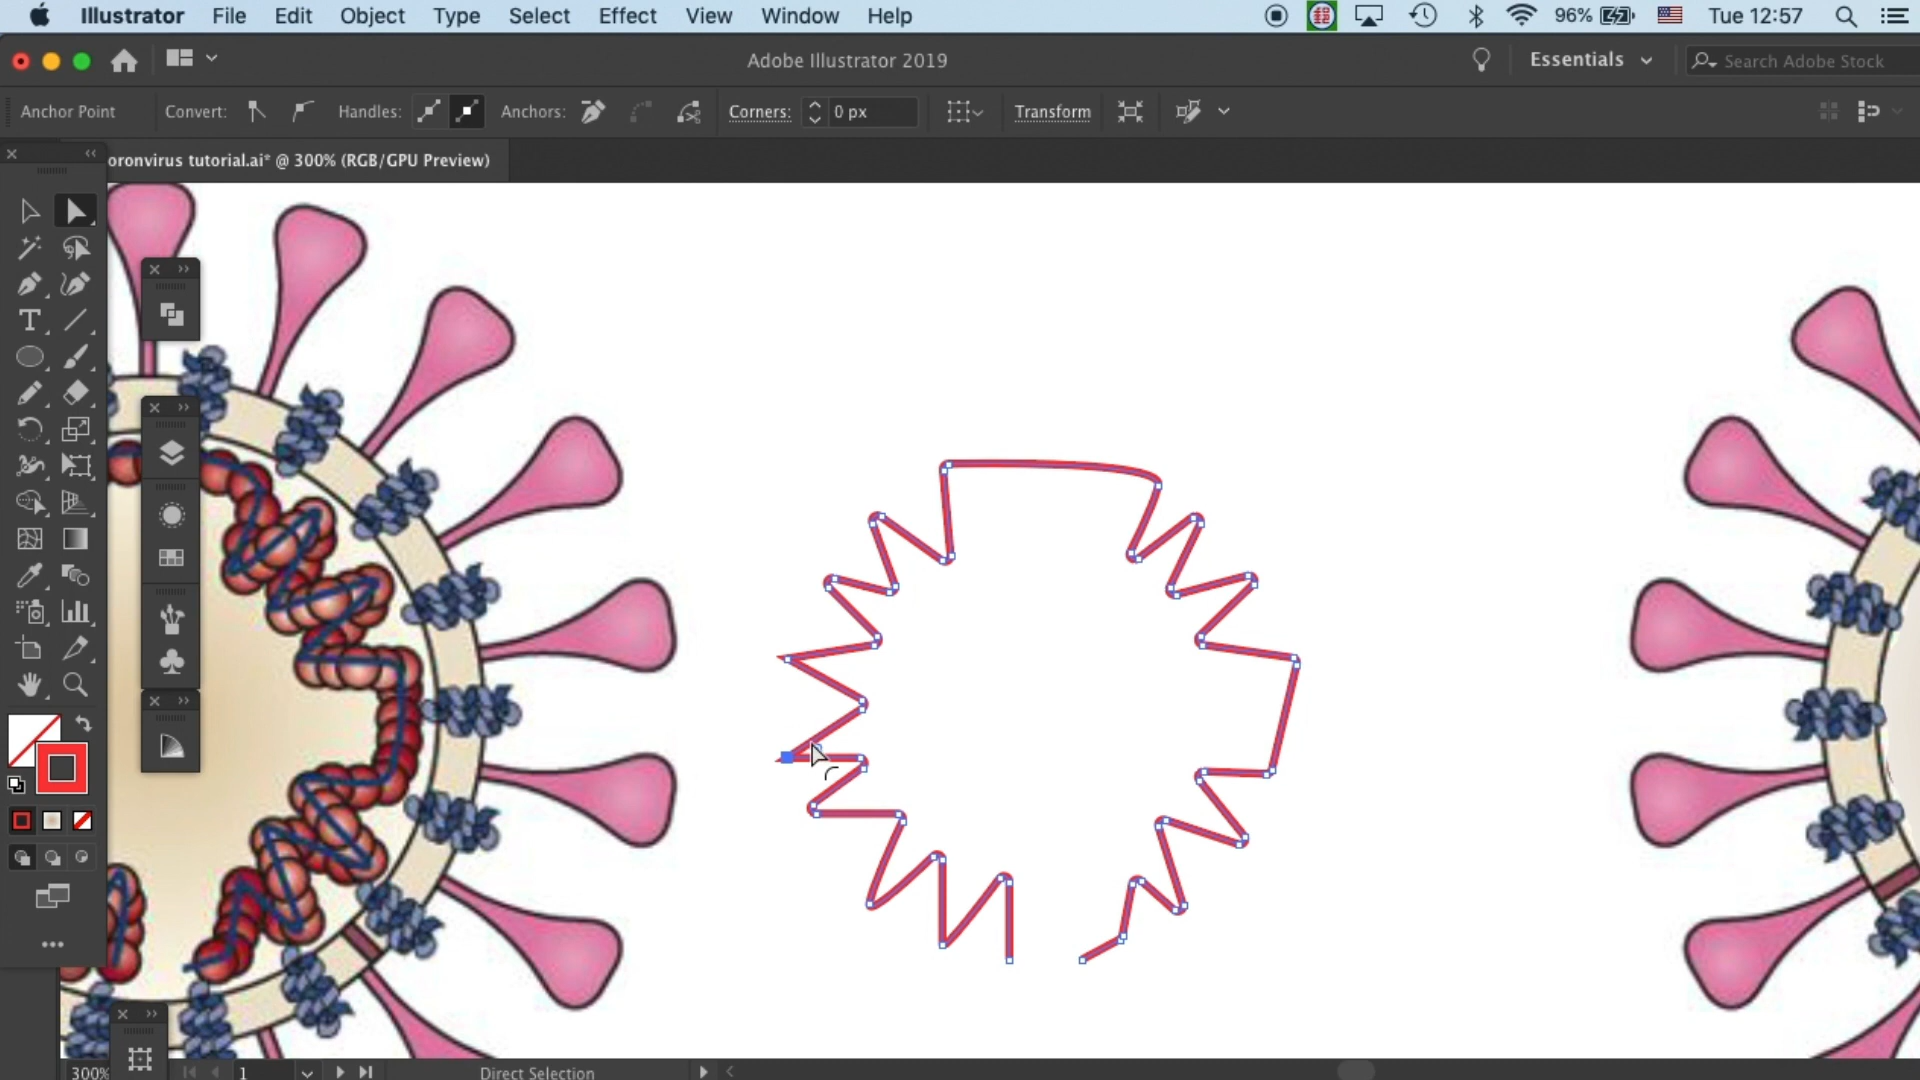 Illustrator File Edit Object Type Select Effect View Window Help 96% Tue 12:57
Adobe Illustrator 2019 Essentials Search Adobe Stock
Anchor Point Convert: Handles: Anchors: Corners: 0 px Transform
oronvirus tutorial.ai* @ 300% (RGB/GPU Preview)
300% 1 Direct Selection